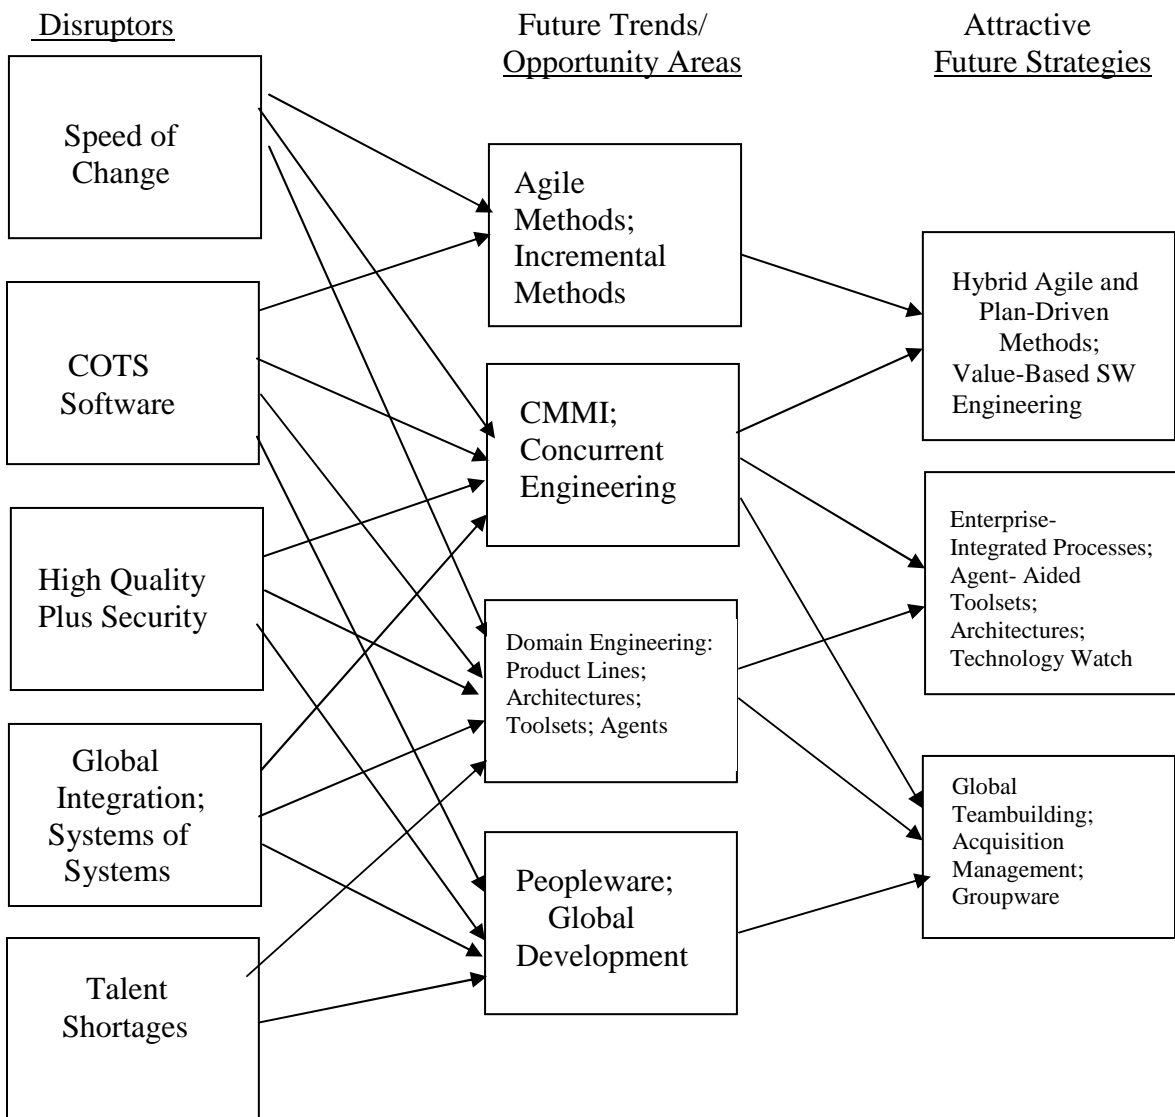 Disruptors
Future Trends/
Opportunity Areas
Attractive
Future Strategies
Speed of
Change
COTS
Software
High Quality
Plus Security
Global
Integration;
Systems of
Systems
Talent
Shortages
Agile
Methods;
Incremental
Methods
CMMI;
Concurrent
Engineering
Domain Engineering:
Product Lines;
Architectures;
Toolsets; Agents
Peopleware;
Global
Development
Hybrid Agile and
Plan-Driven
Methods;
Value-Based SW
Engineering
Enterprise-
Integrated Processes;
Agent- Aided
Toolsets;
Architectures;
Technology Watch
Global
Teambuilding;
Acquisition
Management;
Groupware